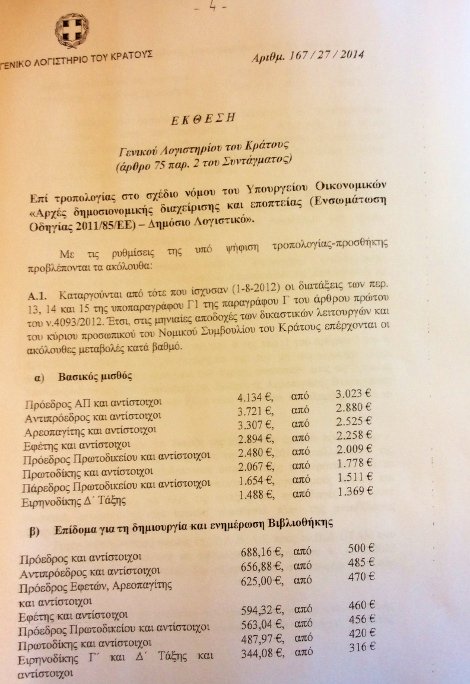 - 4 -
ΓΕΝΙΚΟ ΛΟΓΙΣΤΗΡΙΟ ΤΟΥ ΚΡΑΤΟΥΣ
Αριθμ. 167 / 27 / 2014
Ε Κ Θ Ε Σ Η
Γενικού Λογιστηρίου του Κράτους
(άρθρο 75 παρ. 2 του Συντάγματος)
Επί τροπολογίας στο σχέδιο νόμου του Υπουργείου Οικονομικών
«Αρχές δημοσιονομικής διαχείρισης και εποπτείας (Ενσωμάτωση
Οδηγίας 2011/85/ΕΕ) – Δημόσιο Λογιστικό».
Με τις ρυθμίσεις της υπό ψήφιση τροπολογίας-προσθήκης
προβλέπονται τα ακόλουθα:
Α.1. Καταργούνται από τότε που ίσχυσαν (1-8-2012) οι διατάξεις των περ.
13, 14 και 15 της υποπαραγράφου Γ1 της παραγράφου Γ του άρθρου πρώτου
του ν.4093/2012. Έτσι, στις μηνιαίες αποδοχές των δικαστικών λειτουργών και
του κύριου προσωπικού του Νομικού Συμβουλίου του Κράτους επέρχονται οι
ακόλουθες μεταβολές κατά βαθμό.
α) Βασικός μισθός
Πρόεδρος ΑΠ και αντίστοιχοι 4.134 €, από 3.023 €
Αντιπρόεδρος και αντίστοιχοι 3.721 €, από 2.880 €
Αρεοπαγίτης και αντίστοιχοι 3.307 €, από 2.525 €
Εφέτης και αντίστοιχοι 2.894 €, από 2.258 €
Πρόεδρος Πρωτοδικείου και αντίστοιχοι 2.480 €, από 2.009 €
Πρωτοδίκης και αντίστοιχοι 2.067 €, από 1.778 €
Πάρεδρος Πρωτοδικείου και αντίστοιχοι 1.654 €, από 1.511 €
Ειρηνοδίκης Δ΄ Τάξης 1.488 €, από 1.369 €
β) Επίδομα για τη δημιουργία και ενημέρωση Βιβλιοθήκης
Πρόεδρος και αντίστοιχοι 688,16 €, από 500 €
Αντιπρόεδρος και αντίστοιχοι 656,88 €, από 485 €
Πρόεδρος Εφετών, Αρεοπαγίτης 625,00 €, από 470 €
και αντίστοιχοι
Εφέτης και αντίστοιχοι 594,32 €, από 460 €
Πρόεδρος Πρωτοδικείου και αντίστοιχοι 563,04 €, από 456 €
Πρωτοδίκης και αντίστοιχοι 487,97 €, από 420 €
Ειρηνοδίκης Γ΄ και Δ΄ Τάξης και 344,08 €, από 316 €
αντίστοιχοι